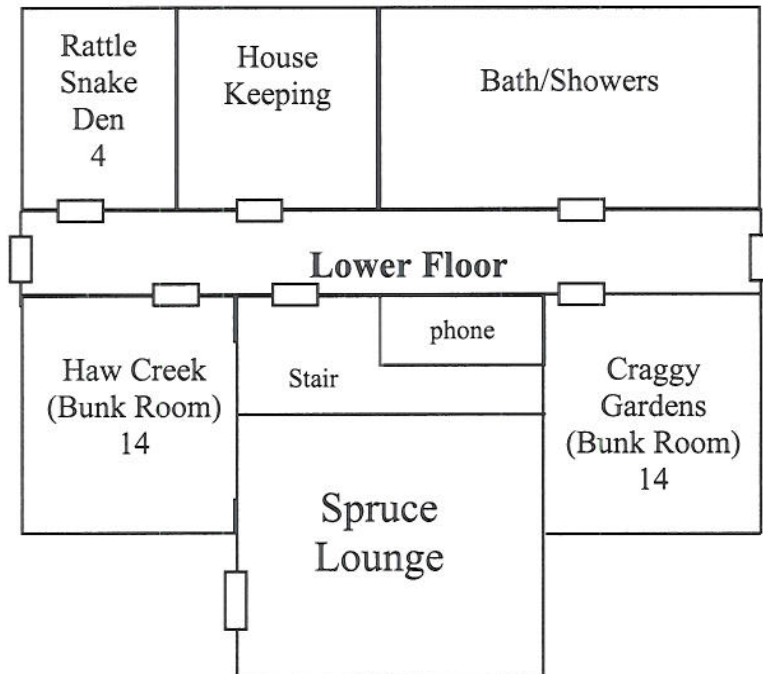 Rattle
Snake
Den
4
House
Keeping
Bath/Showers
Lower Floor
Haw Creek
(Bunk Room)
14
Stair
phone
Craggy
Gardens
(Bunk Room)
14
Spruce
Lounge